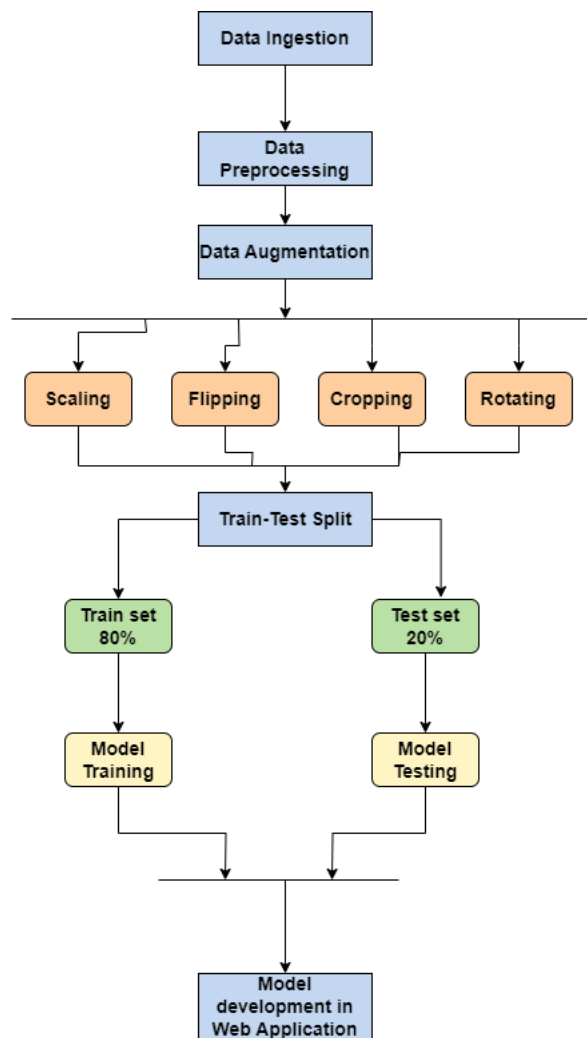 Data Ingestion
Data
Preprocessing
Data Augmentation
Scaling
Flipping
Cropping
Rotating
Train-Test Split
Train set
80%
Test set
20%
Model
Training
Model
Testing
Model
development in
Web Application